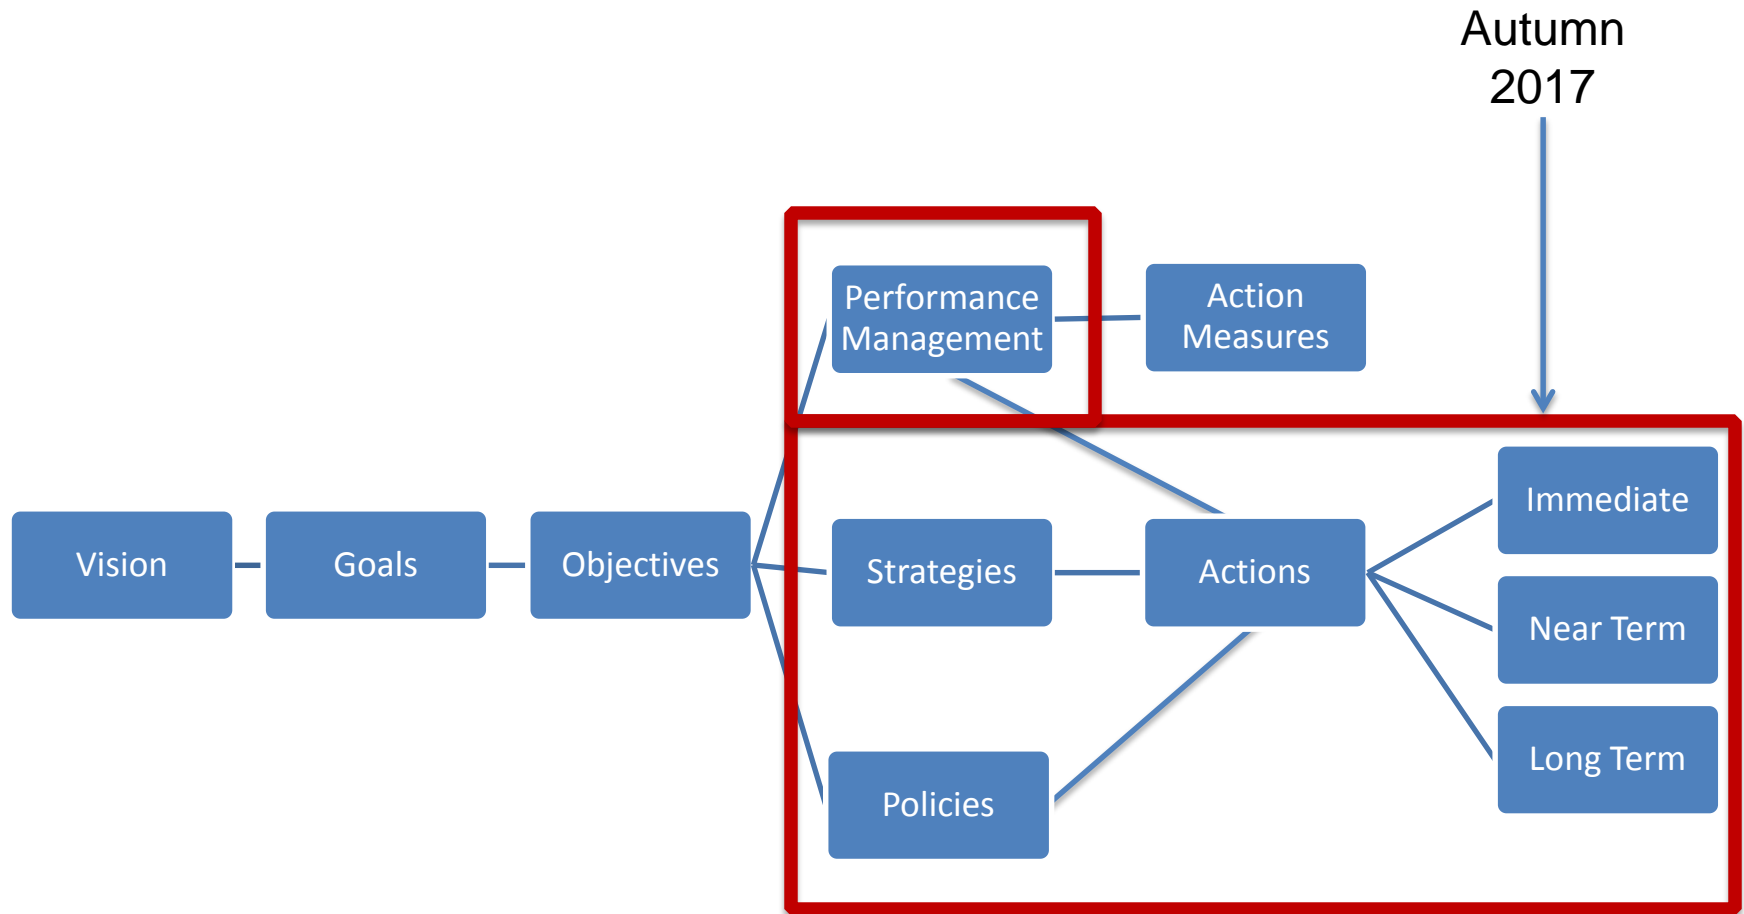 Autumn
2017
Performance
Management
Action
Measures
Vision
Goals
Objectives
Strategies
Actions
Immediate
Near Term
Long Term
Policies